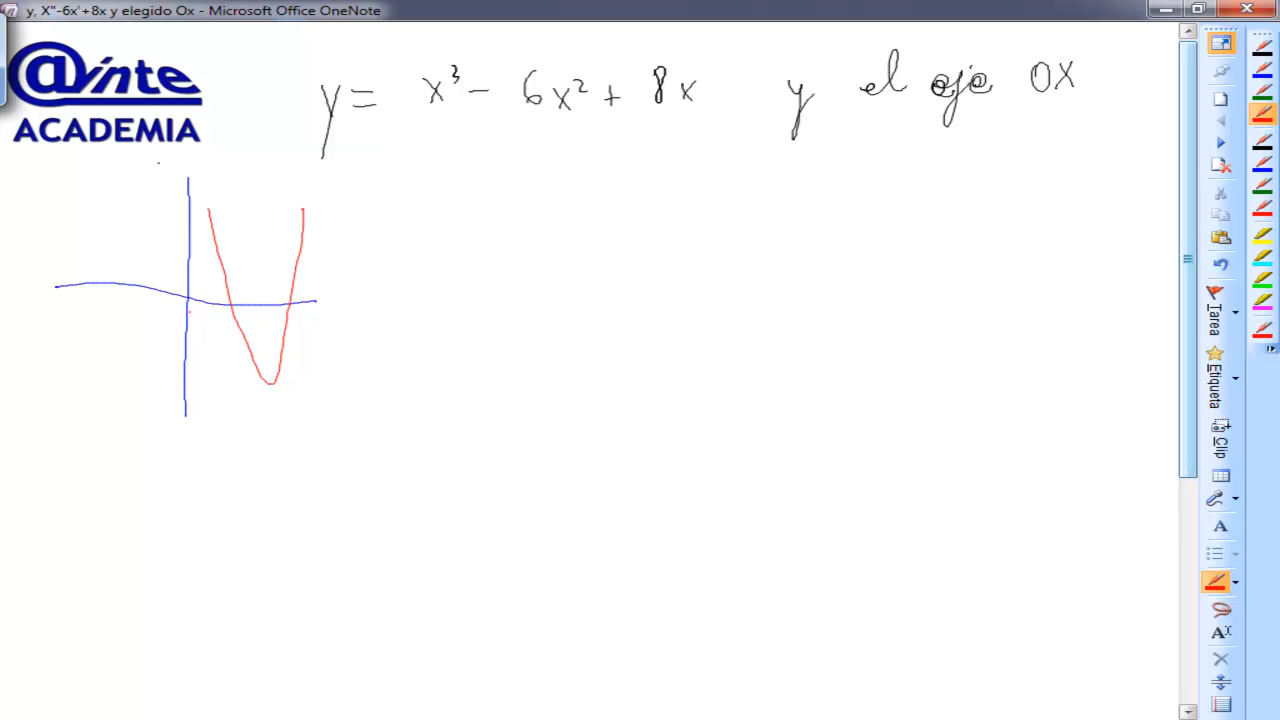 y, X"-6x'+8x y elegido Ox - Microsoft Office OneNote
@inte
ACADEMIA
y = x³ - 6x² + 8x y el eje OX
Tarea
Etiqueta
Clip